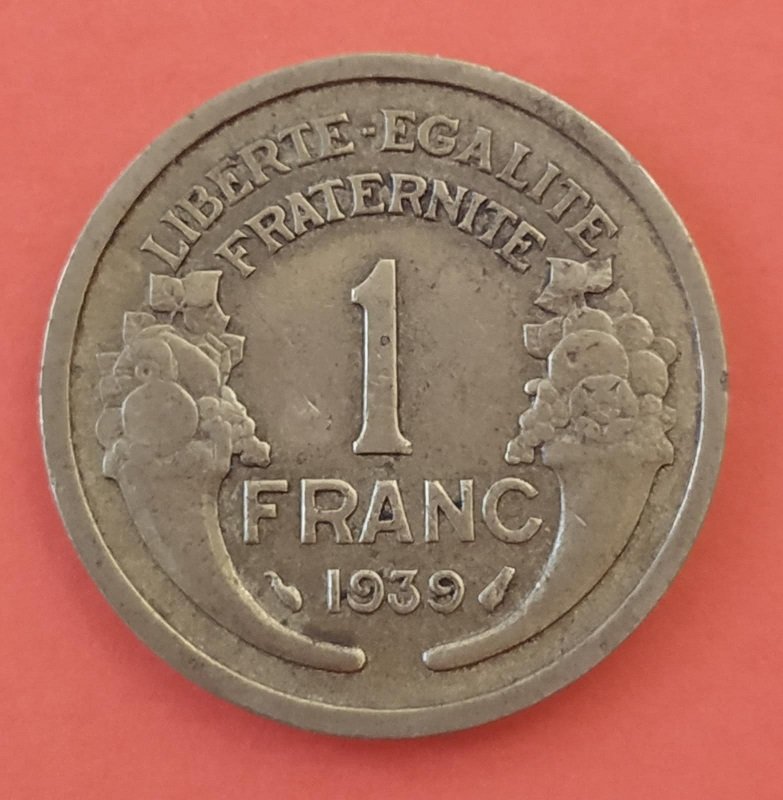 LIBERTE-EGALITE
FRATERNITE
1
FRANC
1939